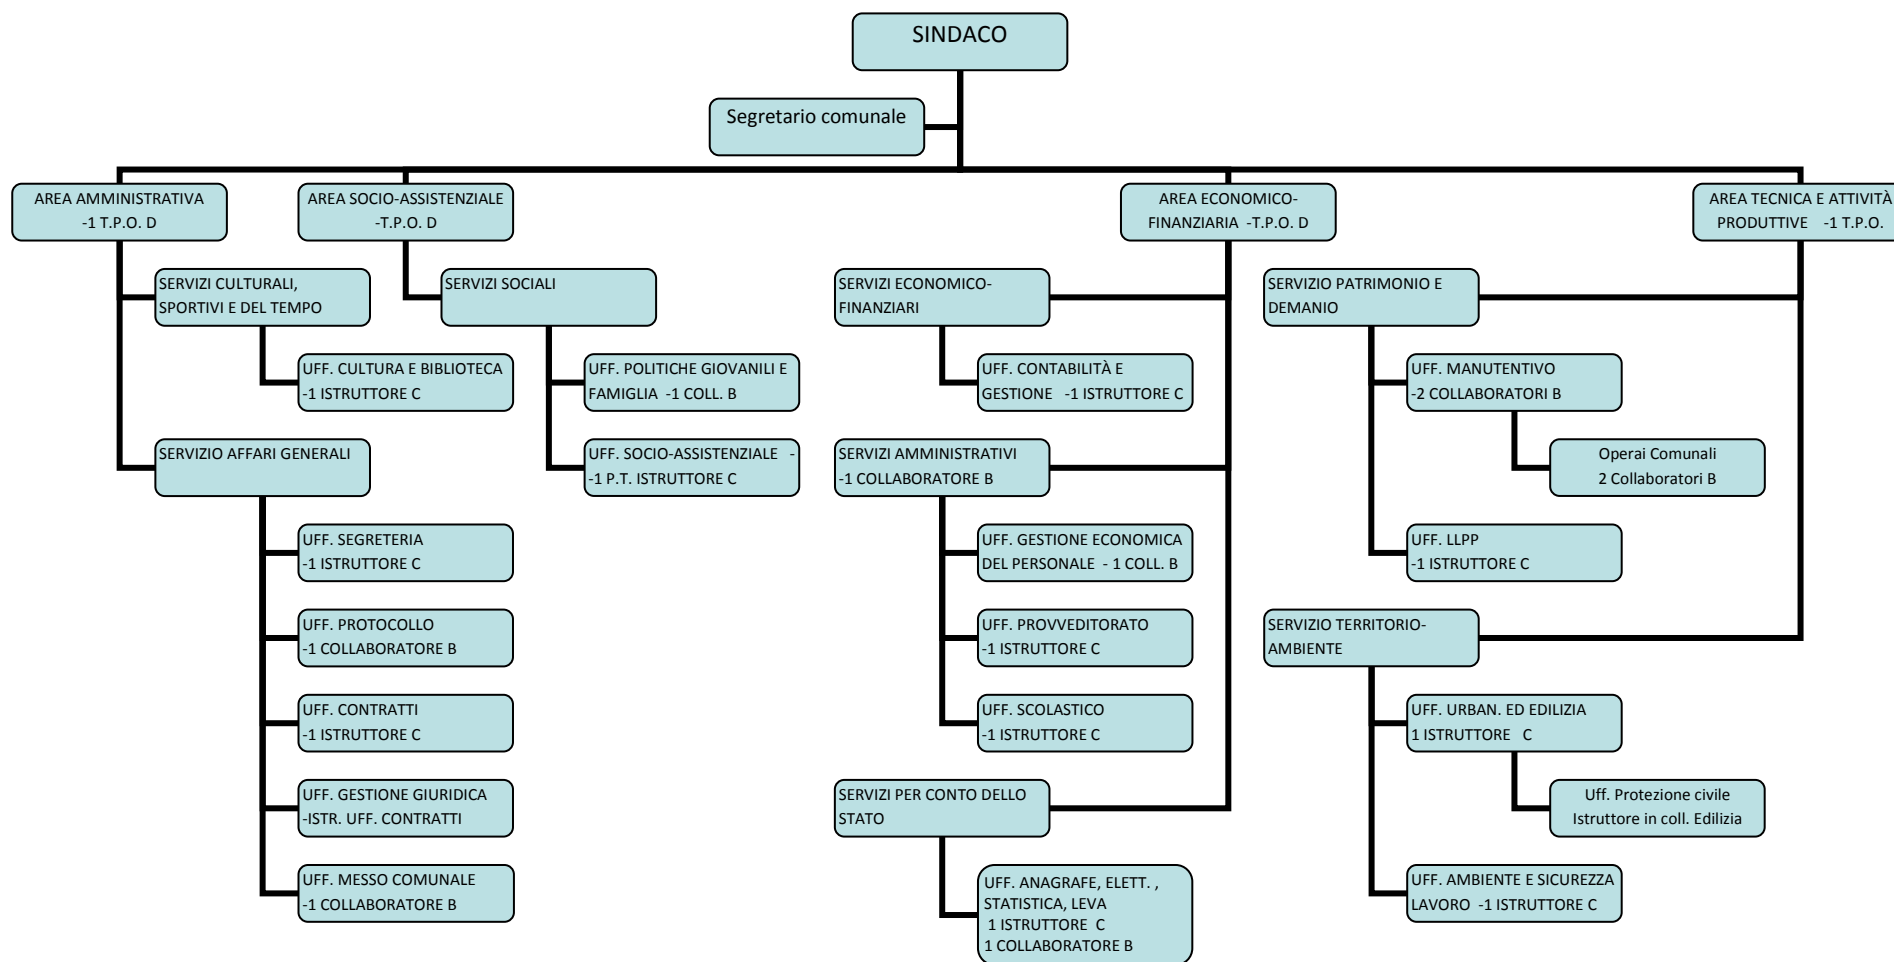 SINDACO
Segretario comunale
AREA AMMINISTRATIVA
-1 T.P.O. D
SERVIZI CULTURALI,
SPORTIVI E DEL TEMPO
UFF. CULTURA E BIBLIOTECA
-1 ISTRUTTORE C
SERVIZIO AFFARI GENERALI
UFF. SEGRETERIA
-1 ISTRUTTORE C
UFF. PROTOCOLLO
-1 COLLABORATORE B
UFF. CONTRATTI
-1 ISTRUTTORE C
UFF. GESTIONE GIURIDICA
-ISTR. UFF. CONTRATTI
UFF. MESSO COMUNALE
-1 COLLABORATORE B
AREA SOCIO-ASSISTENZIALE
-T.P.O. D
SERVIZI SOCIALI
UFF. POLITICHE GIOVANILI E
FAMIGLIA -1 COLL. B
UFF. SOCIO-ASSISTENZIALE -
-1 P.T. ISTRUTTORE C
AREA ECONOMICO-
FINANZIARIA -T.P.O. D
SERVIZI ECONOMICO-
FINANZIARI
UFF. CONTABILITÀ E
GESTIONE -1 ISTRUTTORE C
SERVIZI AMMINISTRATIVI
-1 COLLABORATORE B
UFF. GESTIONE ECONOMICA
DEL PERSONALE - 1 COLL. B
UFF. PROVVEDITORATO
-1 ISTRUTTORE C
UFF. SCOLASTICO
-1 ISTRUTTORE C
SERVIZI PER CONTO DELLO
STATO
UFF. ANAGRAFE, ELETT. ,
STATISTICA, LEVA
1 ISTRUTTORE C
1 COLLABORATORE B
AREA TECNICA E ATTIVITÀ
PRODUTTIVE -1 T.P.O.
SERVIZIO PATRIMONIO E
DEMANIO
UFF. MANUTENTIVO
-2 COLLABORATORI B
Operai Comunali
2 Collaboratori B
UFF. LLPP
-1 ISTRUTTORE C
SERVIZIO TERRITORIO-
AMBIENTE
UFF. URBAN. ED EDILIZIA
1 ISTRUTTORE C
Uff. Protezione civile
Istruttore in coll. Edilizia
UFF. AMBIENTE E SICUREZZA
LAVORO -1 ISTRUTTORE C